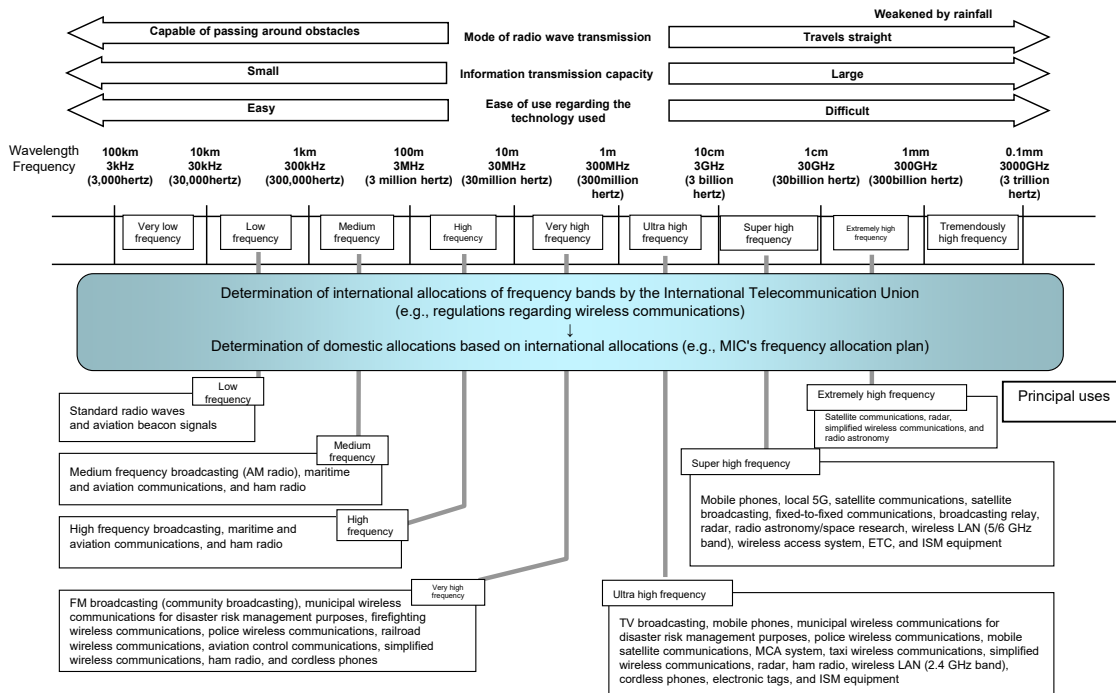 Weakened by rainfall
Capable of passing around obstacles
Mode of radio wave transmission
Travels straight
Small
Information transmission capacity
Large
Easy
Ease of use regarding the
technology used
Difficult
Wavelength
Frequency
100km
3kHz
(3,000hertz)
10km
30kHz
(30,000hertz)
1km
300kHz
(300,000hertz)
100m
3MHz
(3 million hertz)
10m
30MHz
(30million hertz)
1m
300MHz
(300million
hertz)
10cm
3GHz
(3 billion
hertz)
1cm
30GHz
(30billion hertz)
1mm
300GHz
(300billion hertz)
0.1mm
3000GHz
(3 trillion
hertz)
Very low
frequency
Low
frequency
Medium
frequency
High
frequency
Very high
frequency
Ultra high
frequency
Super high
frequency
Extremely high
frequency
Tremendously
high frequency
Determination of international allocations of frequency bands by the International Telecommunication Union
(e.g., regulations regarding wireless communications)
↓
Determination of domestic allocations based on international allocations (e.g., MIC's frequency allocation plan)
Low
frequency
Standard radio waves
and aviation beacon signals
Medium
frequency
Medium frequency broadcasting (AM radio), maritime
and aviation communications, and ham radio
High
frequency
High frequency broadcasting, maritime and
aviation communications, and ham radio
Very high
frequency
FM broadcasting (community broadcasting), municipal wireless
communications for disaster risk management purposes, firefighting
wireless communications, police wireless communications, railroad
wireless communications, aviation control communications, simplified
wireless communications, ham radio, and cordless phones
Principal uses
Extremely high frequency
Satellite communications, radar,
simplified wireless communications, and
radio astronomy
Super high frequency
Mobile phones, local 5G, satellite communications, satellite
broadcasting, fixed-to-fixed communications, broadcasting relay,
radar, radio astronomy/space research, wireless LAN (5/6 GHz
band), wireless access system, ETC, and ISM equipment
Ultra high frequency
TV broadcasting, mobile phones, municipal wireless communications for
disaster risk management purposes, police wireless communications, mobile
satellite communications, MCA system, taxi wireless communications, simplified
wireless communications, radar, ham radio, wireless LAN (2.4 GHz band),
cordless phones, electronic tags, and ISM equipment